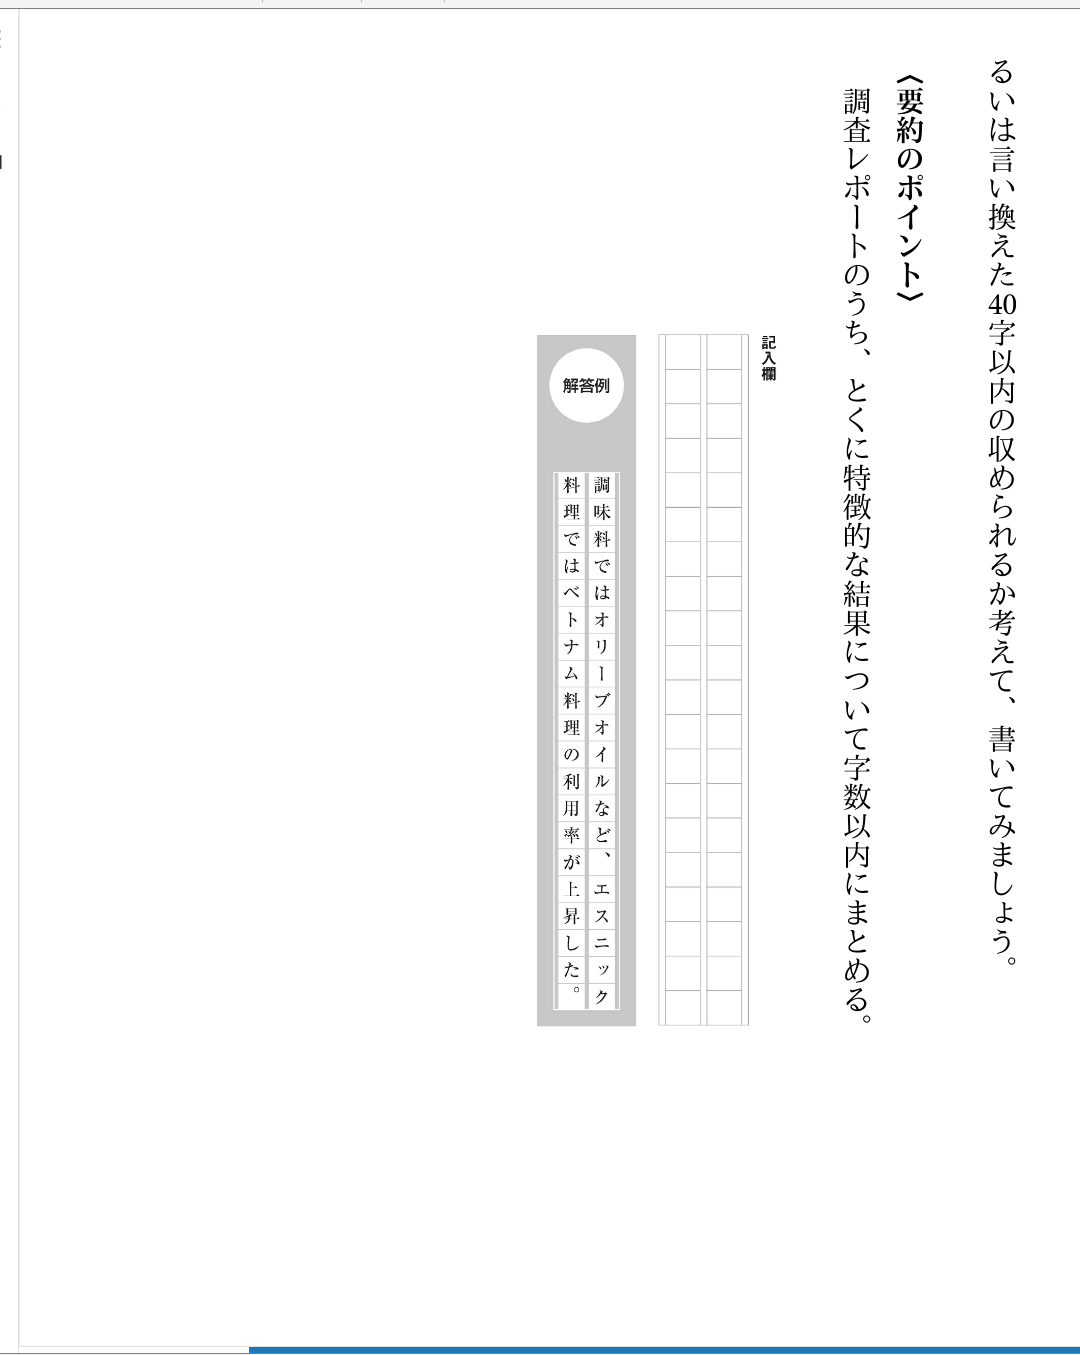 るいは言い換えた40字以内の収められるか考えて、書いてみましょう。
〈要約のポイント〉
調査レポートのうち、とくに特徴的な結果について字数以内にまとめる。
記入欄
解答例
調味料ではオリーブオイルなど、エスニック
料理ではベトナム料理の利用率が上昇した。